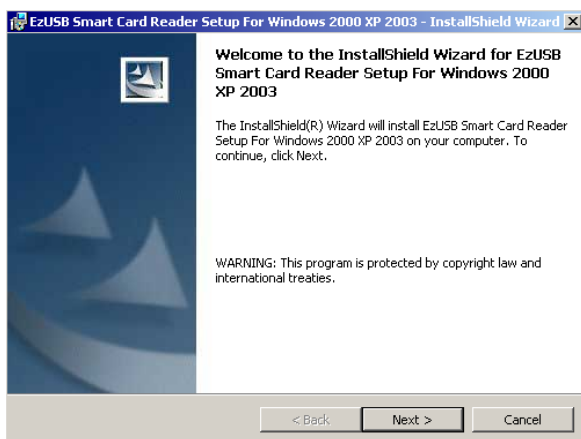 EzUSB Smart Card Reader Setup For Windows 2000 XP 2003 - InstallShield Wizard
Welcome to the InstallShield Wizard for EzUSB
Smart Card Reader Setup For Windows 2000
XP 2003
The InstallShield(R) Wizard will install EzUSB Smart Card Reader
Setup For Windows 2000 XP 2003 on your computer. To
continue, click Next.
WARNING: This program is protected by copyright law and
international treaties.
< Back Next > Cancel